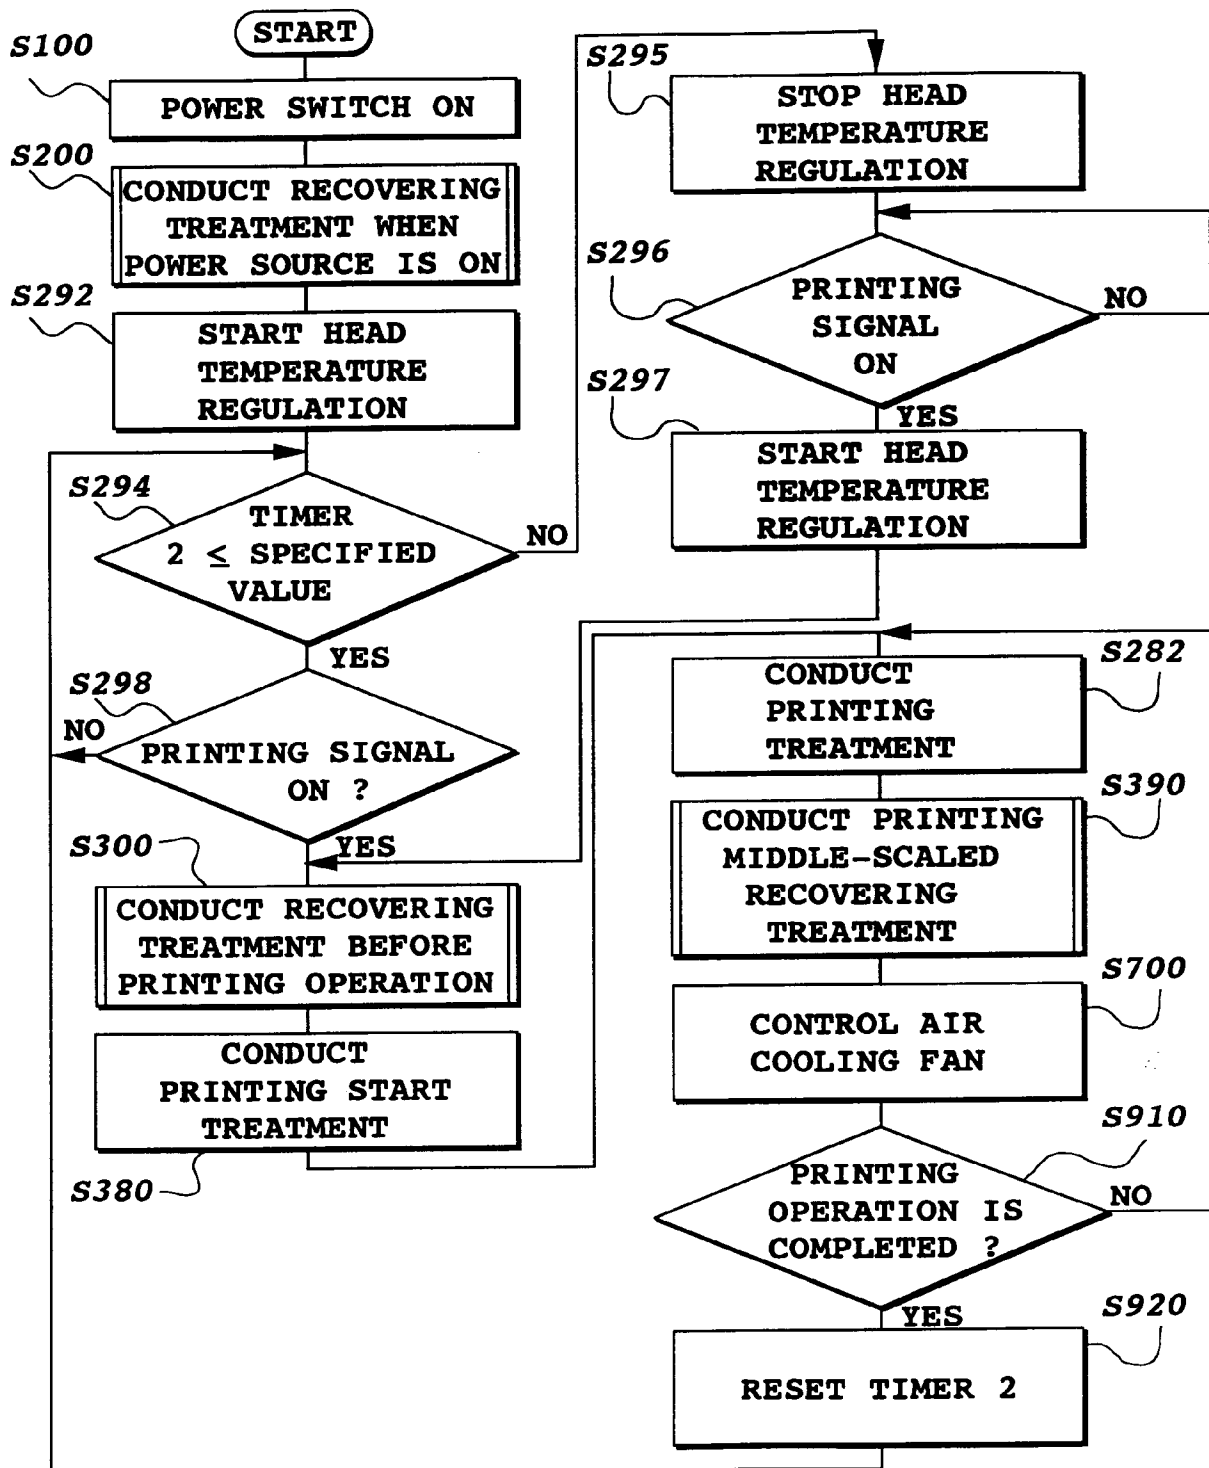 START
S100
POWER SWITCH ON
S200
CONDUCT RECOVERING
TREATMENT WHEN
POWER SOURCE IS ON
S292
START HEAD
TEMPERATURE
REGULATION
S294
TIMER
2 ≤ SPECIFIED
VALUE
NO
YES
S298
NO
PRINTING SIGNAL
ON ?
YES
S300
CONDUCT RECOVERING
TREATMENT BEFORE
PRINTING OPERATION
CONDUCT
PRINTING START
TREATMENT
S380
S295
STOP HEAD
TEMPERATURE
REGULATION
S296
PRINTING
SIGNAL
ON
NO
S297
YES
START HEAD
TEMPERATURE
REGULATION
S282
CONDUCT
PRINTING
TREATMENT
S390
CONDUCT PRINTING
MIDDLE-SCALED
RECOVERING
TREATMENT
S700
CONTROL AIR
COOLING FAN
S910
PRINTING
OPERATION IS
COMPLETED ?
NO
YES
S920
RESET TIMER 2